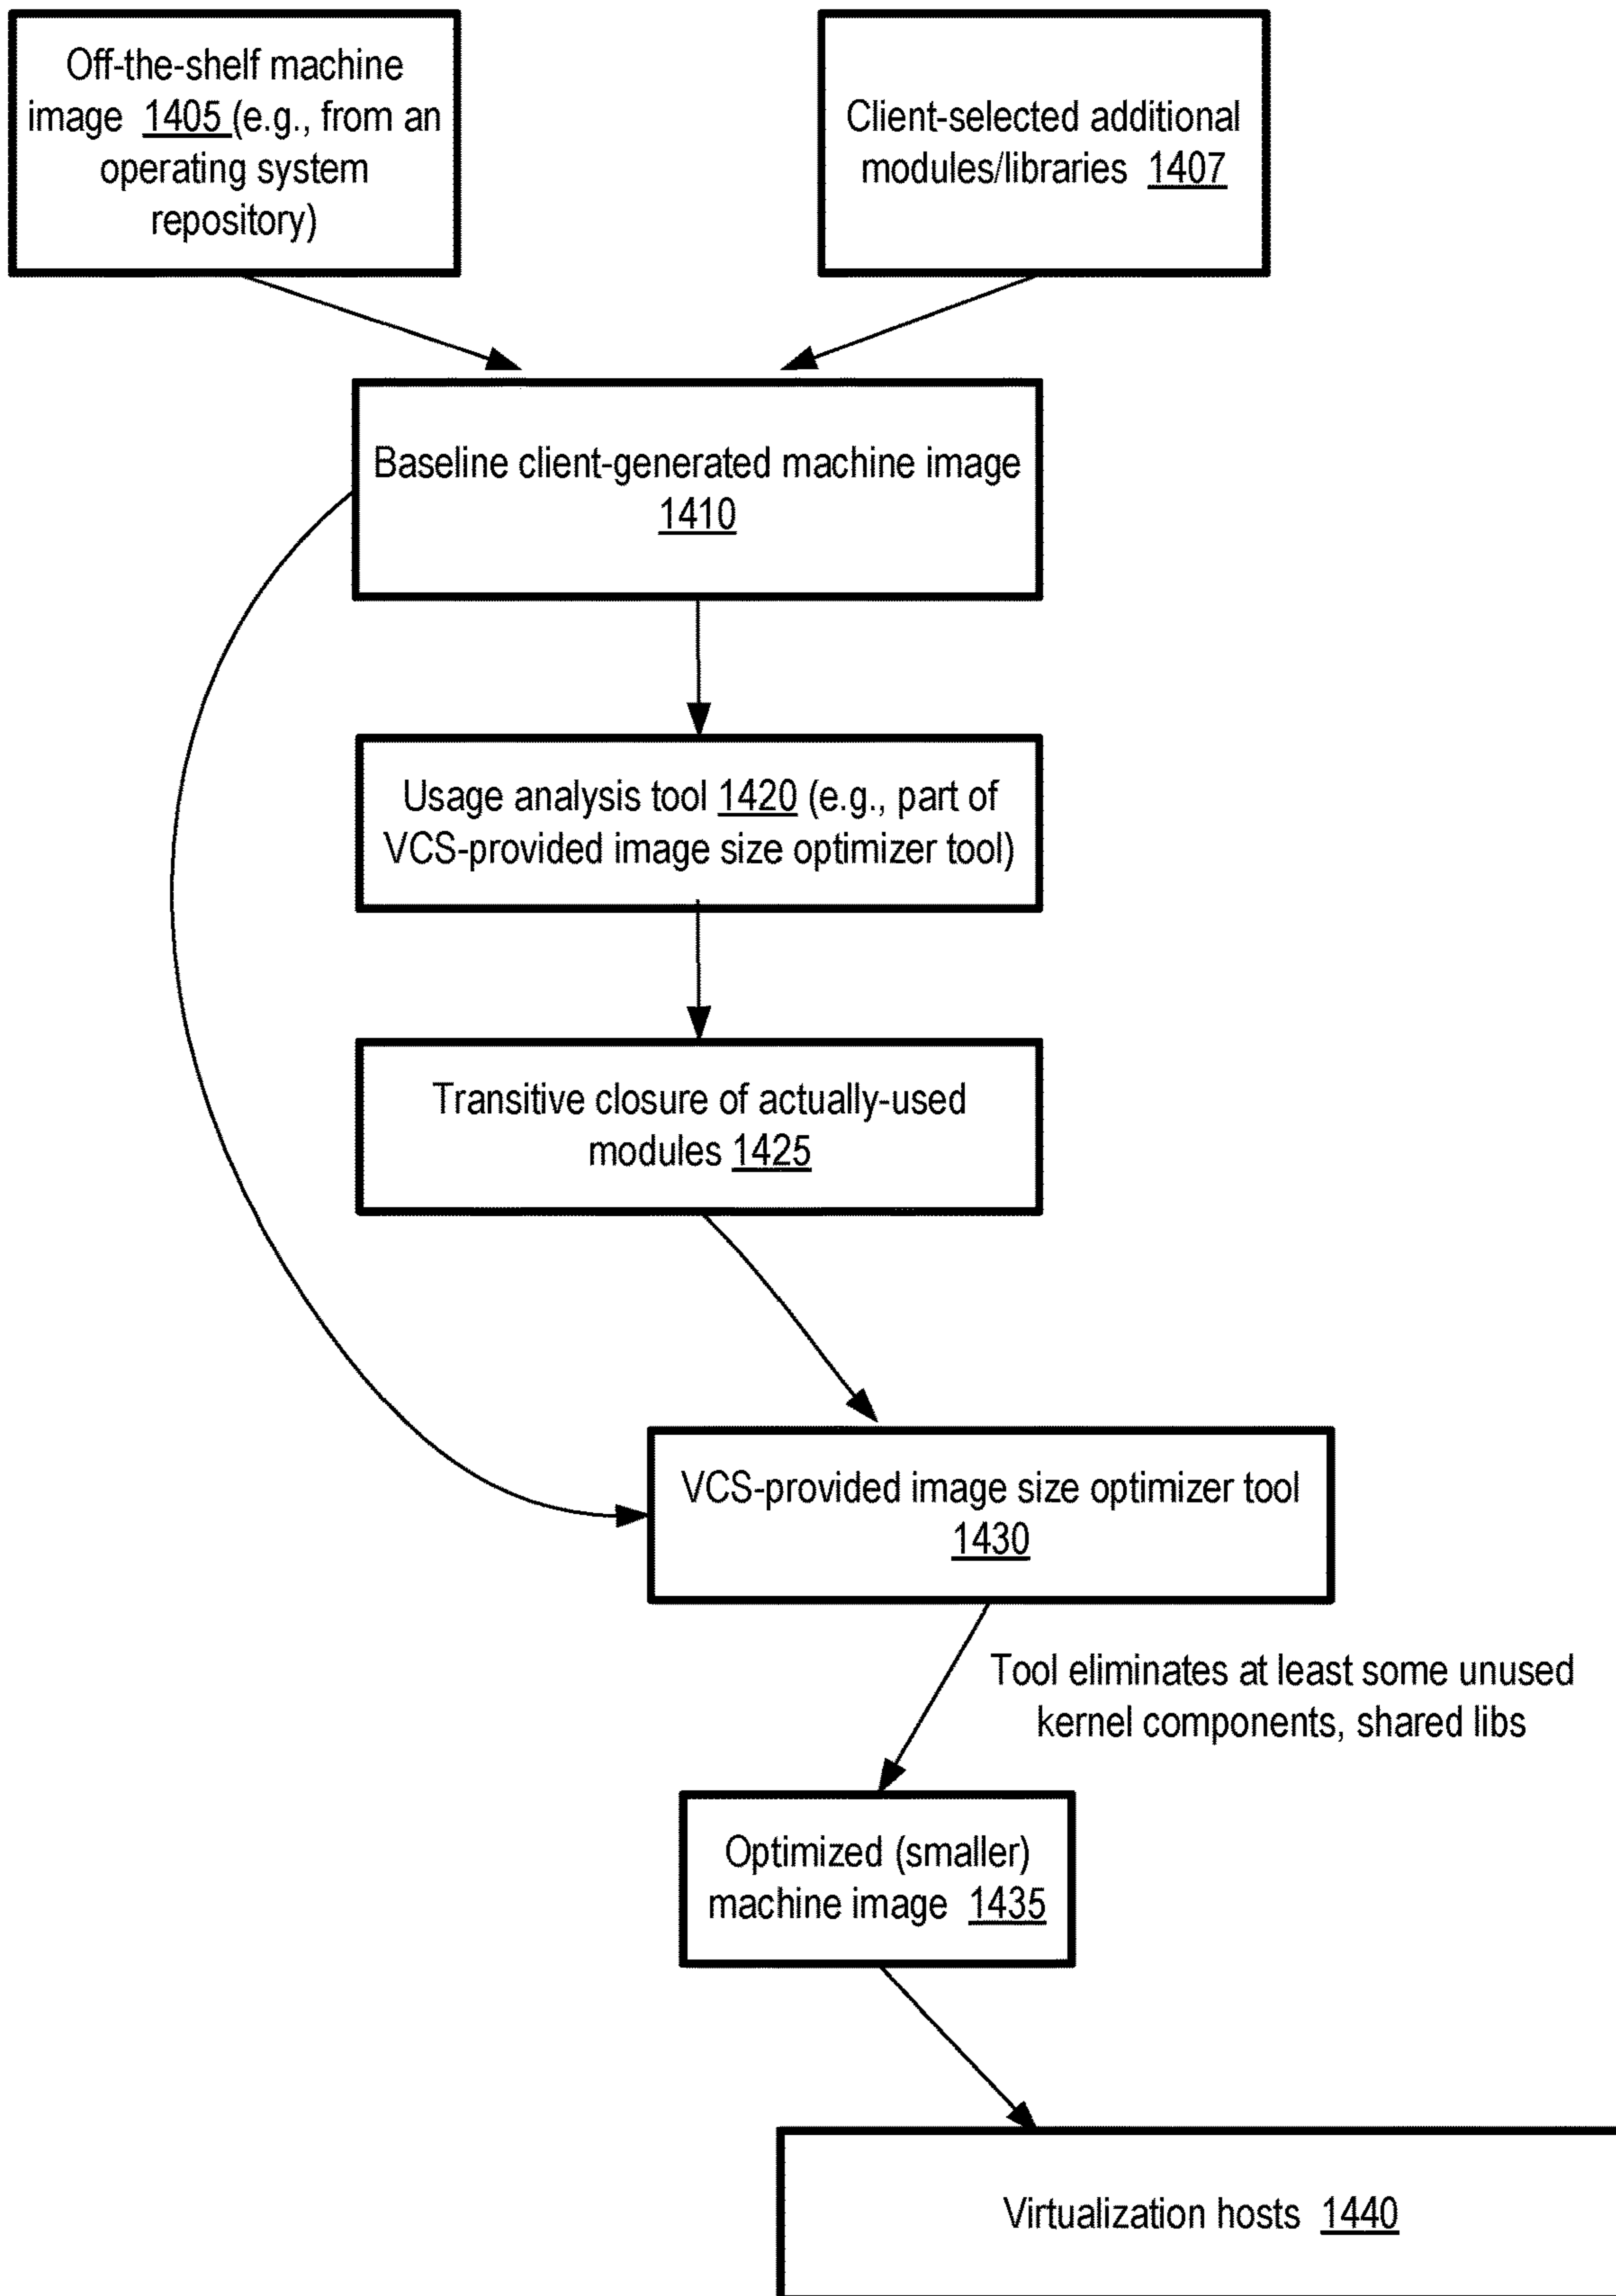 Off-the-shelf machine
image 1405 (e.g., from an
operating system
repository)
Client-selected additional
modules/libraries 1407
Baseline client-generated machine image
1410
Usage analysis tool 1420 (e.g., part of
VCS-provided image size optimizer tool)
Transitive closure of actually-used
modules 1425
VCS-provided image size optimizer tool
1430
Tool eliminates at least some unused
kernel components, shared libs
Optimized (smaller)
machine image 1435
Virtualization hosts 1440